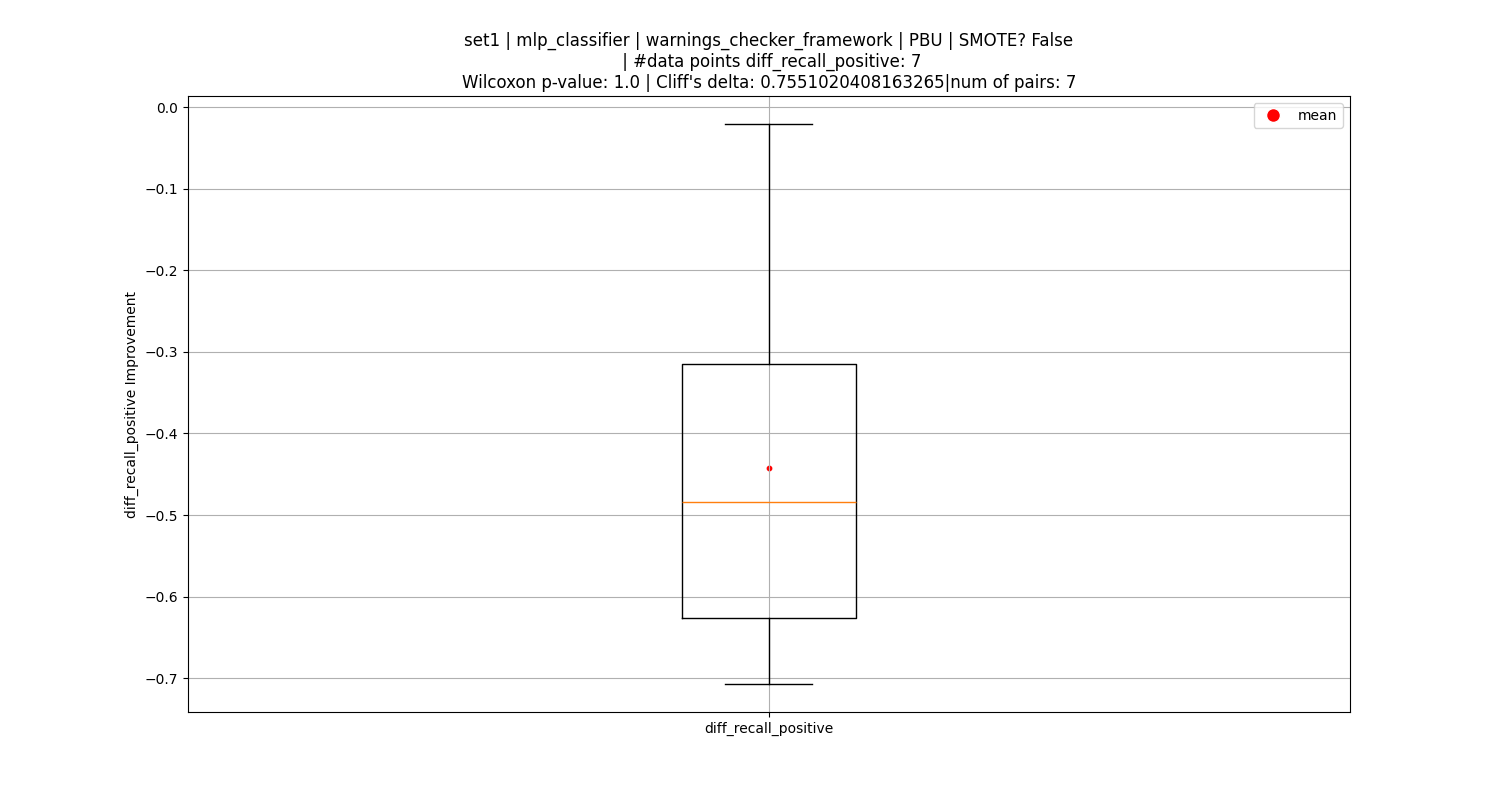 set1 | mlp_classifier | warnings_checker_framework | PBU | SMOTE? False
| #data points diff_recall_positive: 7
Wilcoxon p-value: 1.0 | Cliff's delta: 0.7551020408163265|num of pairs: 7
mean
0.0
−0.1
−0.2
−0.3
−0.4
−0.5
−0.6
−0.7
diff_recall_positive Improvement
diff_recall_positive